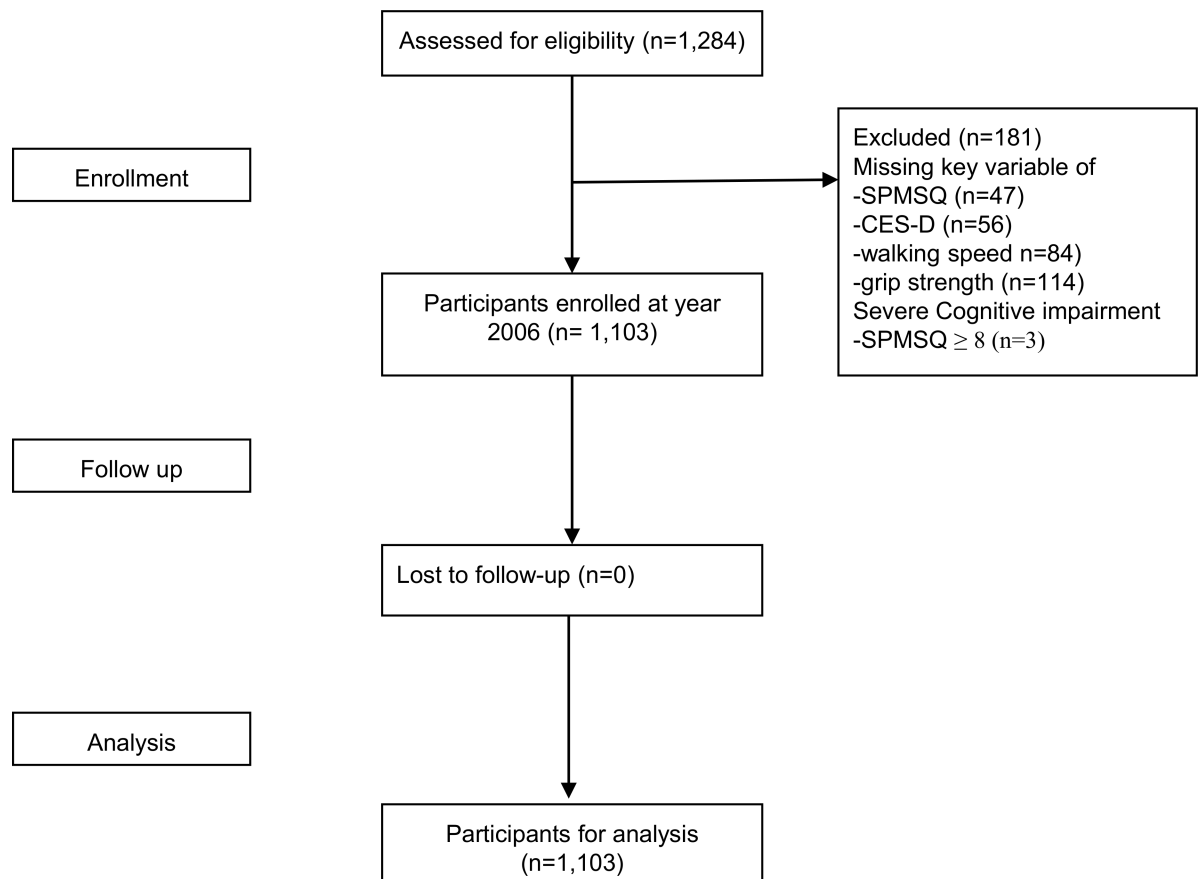 Assessed for eligibility (n=1,284)
Enrollment
Excluded (n=181)
Missing key variable of
-SPMSQ (n=47)
-CES-D (n=56)
-walking speed n=84)
-grip strength (n=114)
Severe Cognitive impairment
-SPMSQ ≥ 8 (n=3)
Participants enrolled at year
2006 (n= 1,103)
Follow up
Lost to follow-up (n=0)
Analysis
Participants for analysis
(n=1,103)